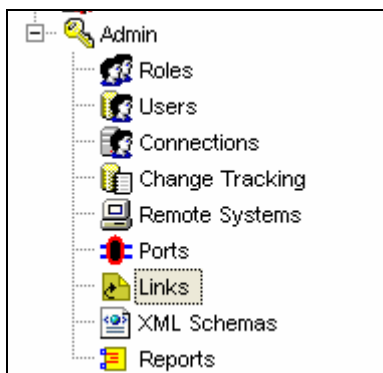 Admin
Roles
Users
Connections
Change Tracking
Remote Systems
Ports
Links
XML Schemas
Reports